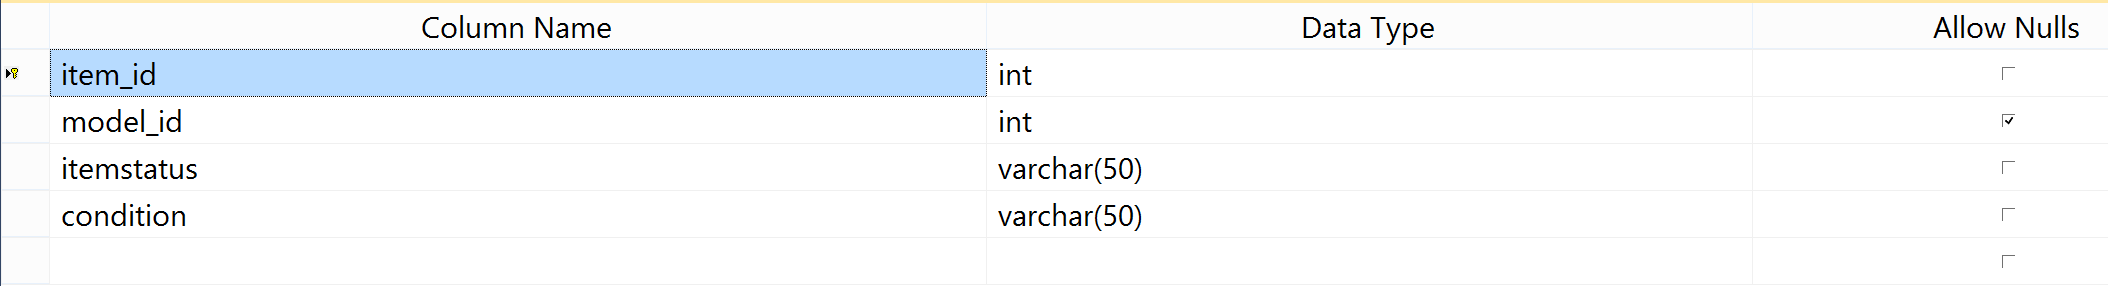 Column Name Data Type Allow Nulls
item_id int
model_id int
itemstatus varchar(50)
condition varchar(50)